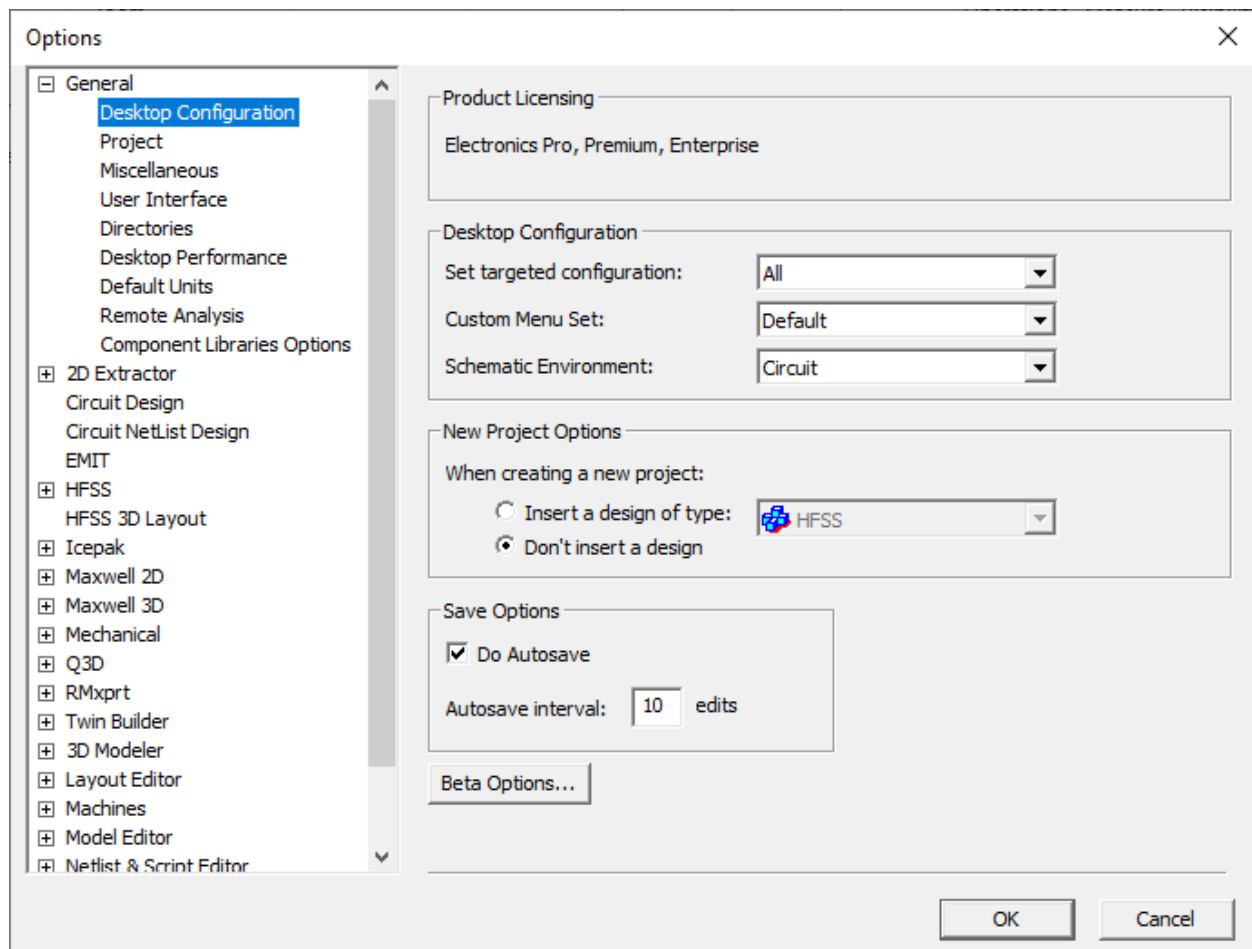 Options
General
Desktop Configuration
Project
Miscellaneous
User Interface
Directories
Desktop Performance
Default Units
Remote Analysis
Component Libraries Options
2D Extractor
Circuit Design
Circuit NetList Design
EMIT
HFSS
HFSS 3D Layout
Icepak
Maxwell 2D
Maxwell 3D
Mechanical
Q3D
RMxprt
Twin Builder
3D Modeler
Layout Editor
Machines
Model Editor
Netlist & Script Editor
Product Licensing
Electronics Pro, Premium, Enterprise
Desktop Configuration
Set targeted configuration: All
Custom Menu Set: Default
Schematic Environment: Circuit
New Project Options
When creating a new project:
Insert a design of type: HFSS
Don't insert a design
Save Options
Do Autosave
Autosave interval: 10 edits
Beta Options...
OK Cancel